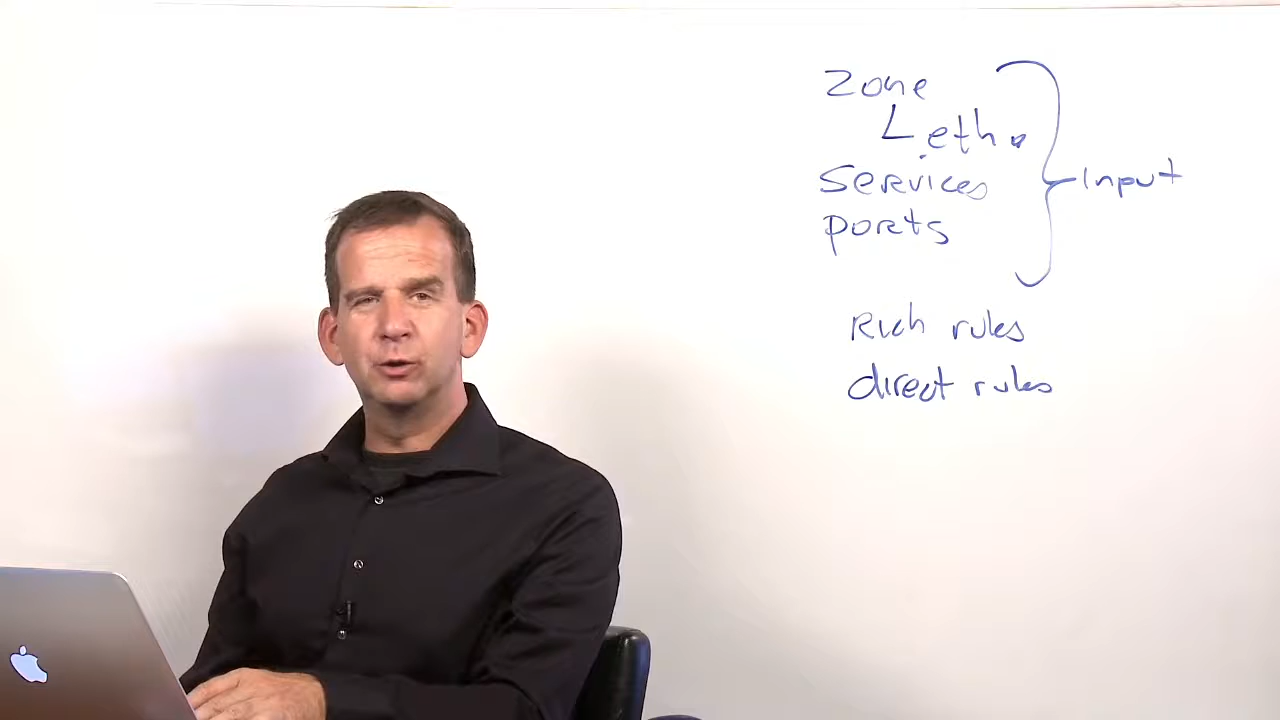 Zone
eth.
Services
ports
Input
Rich rules
direct rules